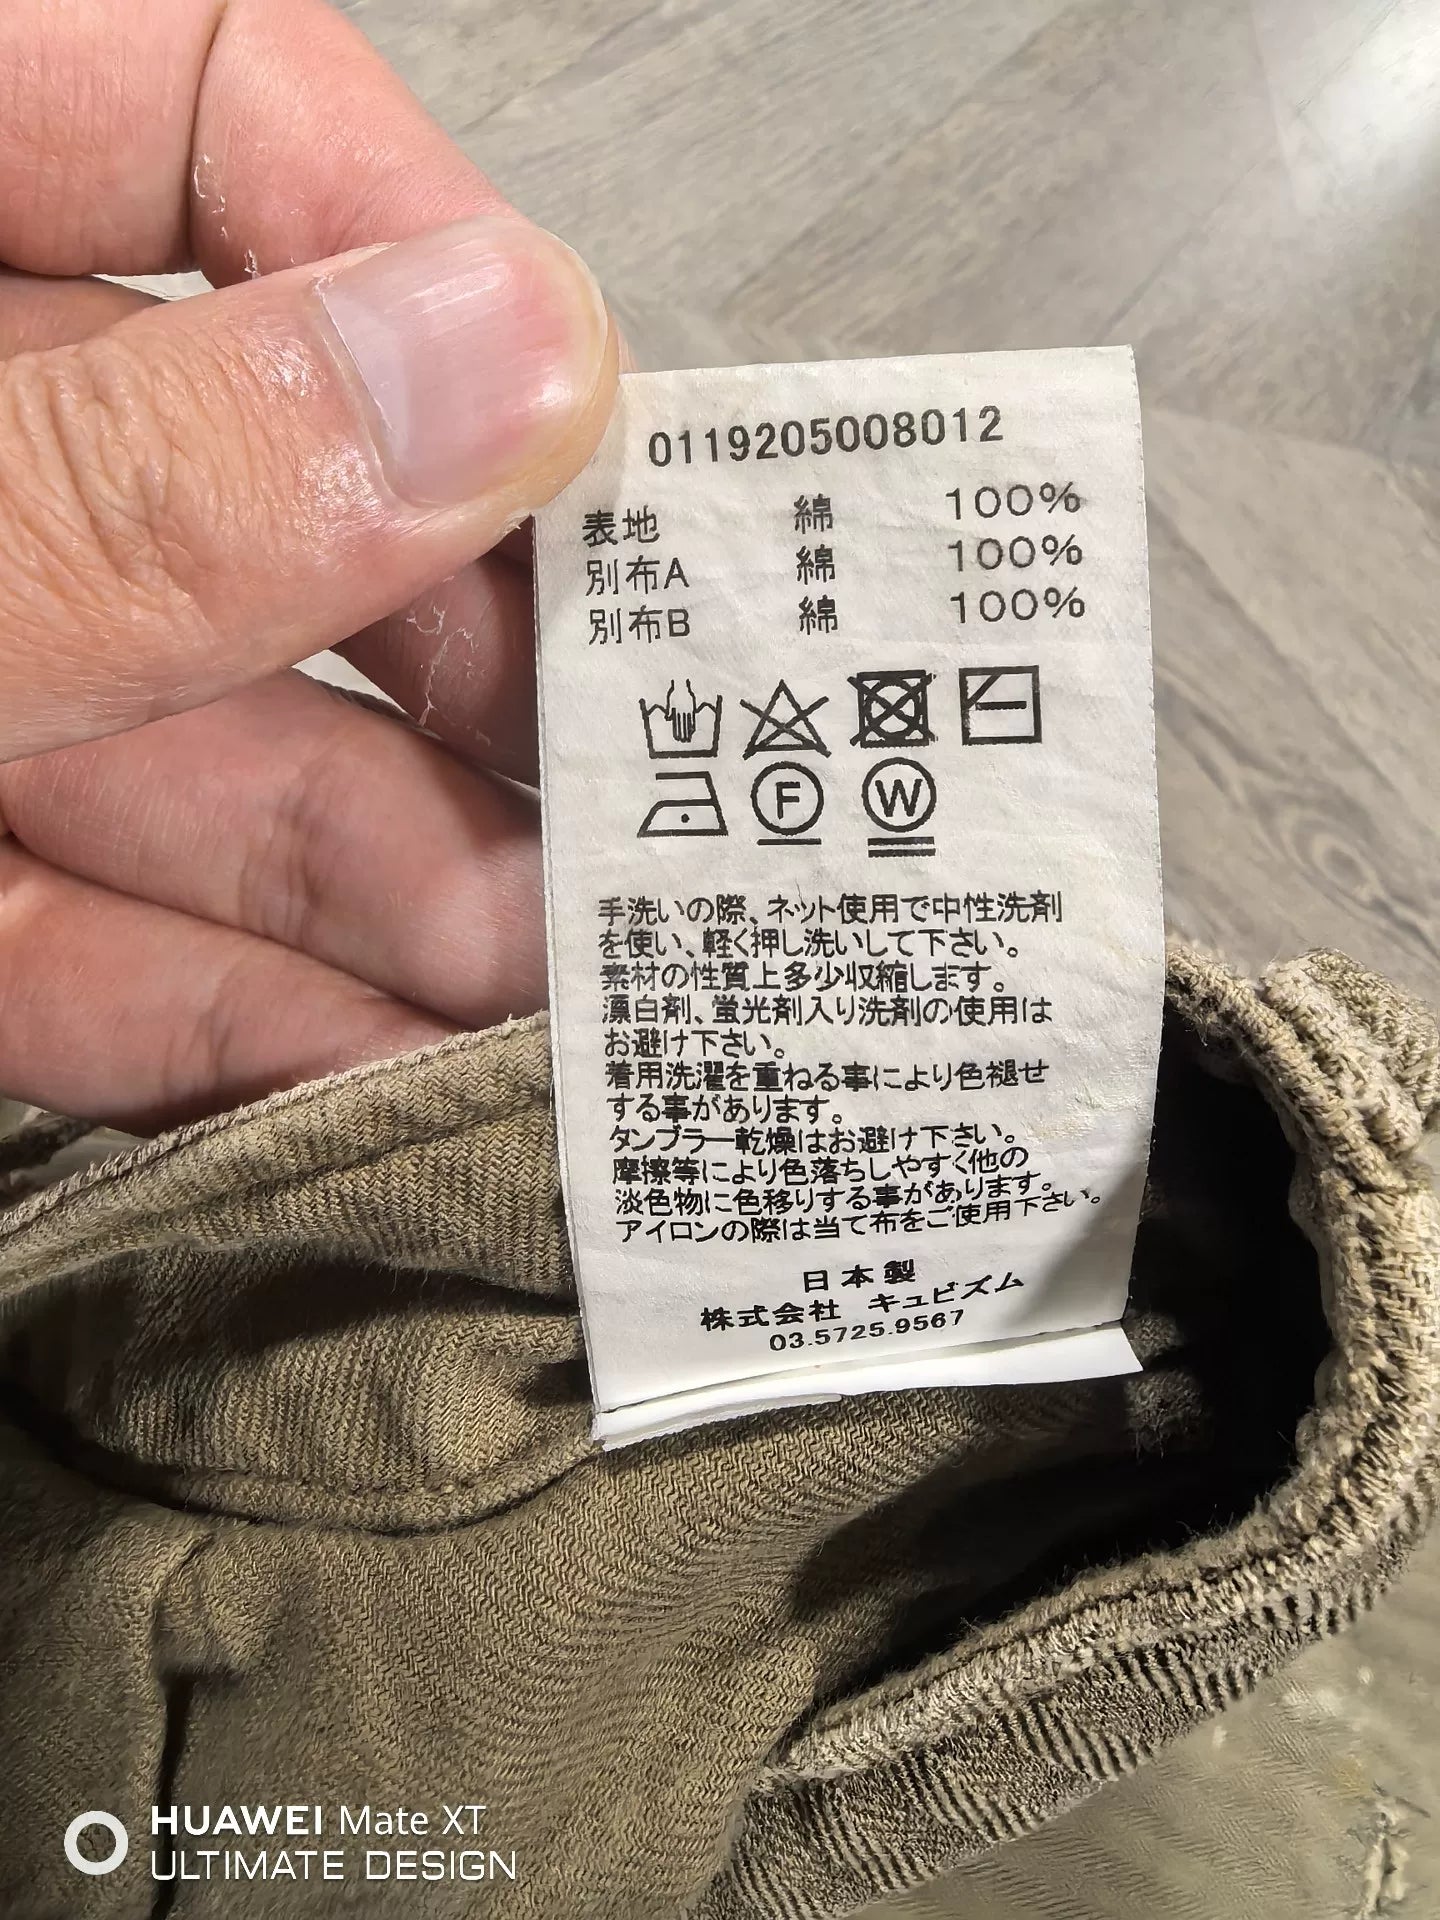 0119205008012
表地 綿 100%
別布A 綿 100%
別布B 綿 100%
F W
手洗いの際、ネット使用で中性洗剤
を使い、軽く押し洗いして下さい。
素材の性質上多少収縮します。
漂白剤、蛍光剤入り洗剤の使用は
お避け下さい。
着用洗濯を重ねる事により色褪せ
する事があります。
タンブラー乾燥はお避け下さい。
摩擦等により色落ちしやすく他の
淡色物に色移りする事があります。
アイロンの際は当て布をご使用下さい。
日本製
株式会社 キュビズム
03.5725.9567
HUAWEI Mate XT
ULTIMATE DESIGN